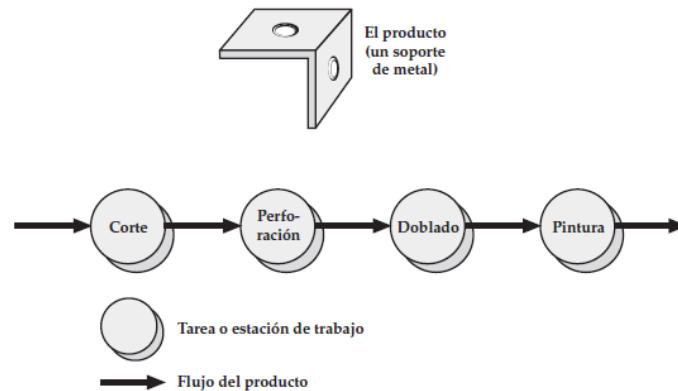 El producto
(un soporte
de metal)
Corte
Perfo-
ración
Doblado
Pintura
Tarea o estación de trabajo
Flujo del producto